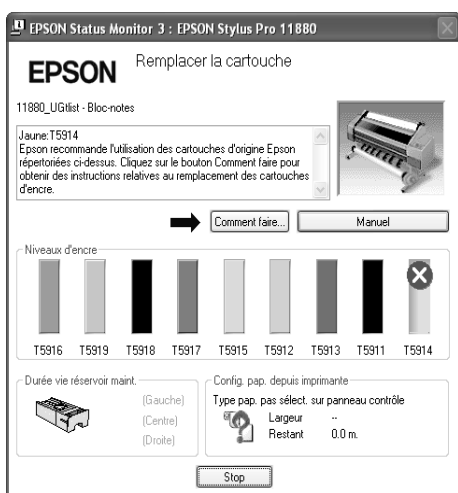 EPSON Status Monitor 3 : EPSON Stylus Pro 11880
EPSON
Remplacer la cartouche
11880_UGtlist - Bloc-notes
Jaune:T5914
Epson recommande l'utilisation des cartouches d'origine Epson
répertoriées ci-dessus. Cliquez sur le bouton Comment faire pour
obtenir des instructions relatives au remplacement des cartouches
d'encre.
Comment faire...
Manuel
Niveaux d'encre
T5916 T5919 T5918 T5917 T5915 T5912 T5913 T5911 T5914
Durée vie réservoir maint.
(Gauche)
(Centre)
(Droite)
Config. pap. depuis imprimante
Type pap. pas sélect. sur panneau contrôle
Largeur --
Restant 0.0 m.
Stop